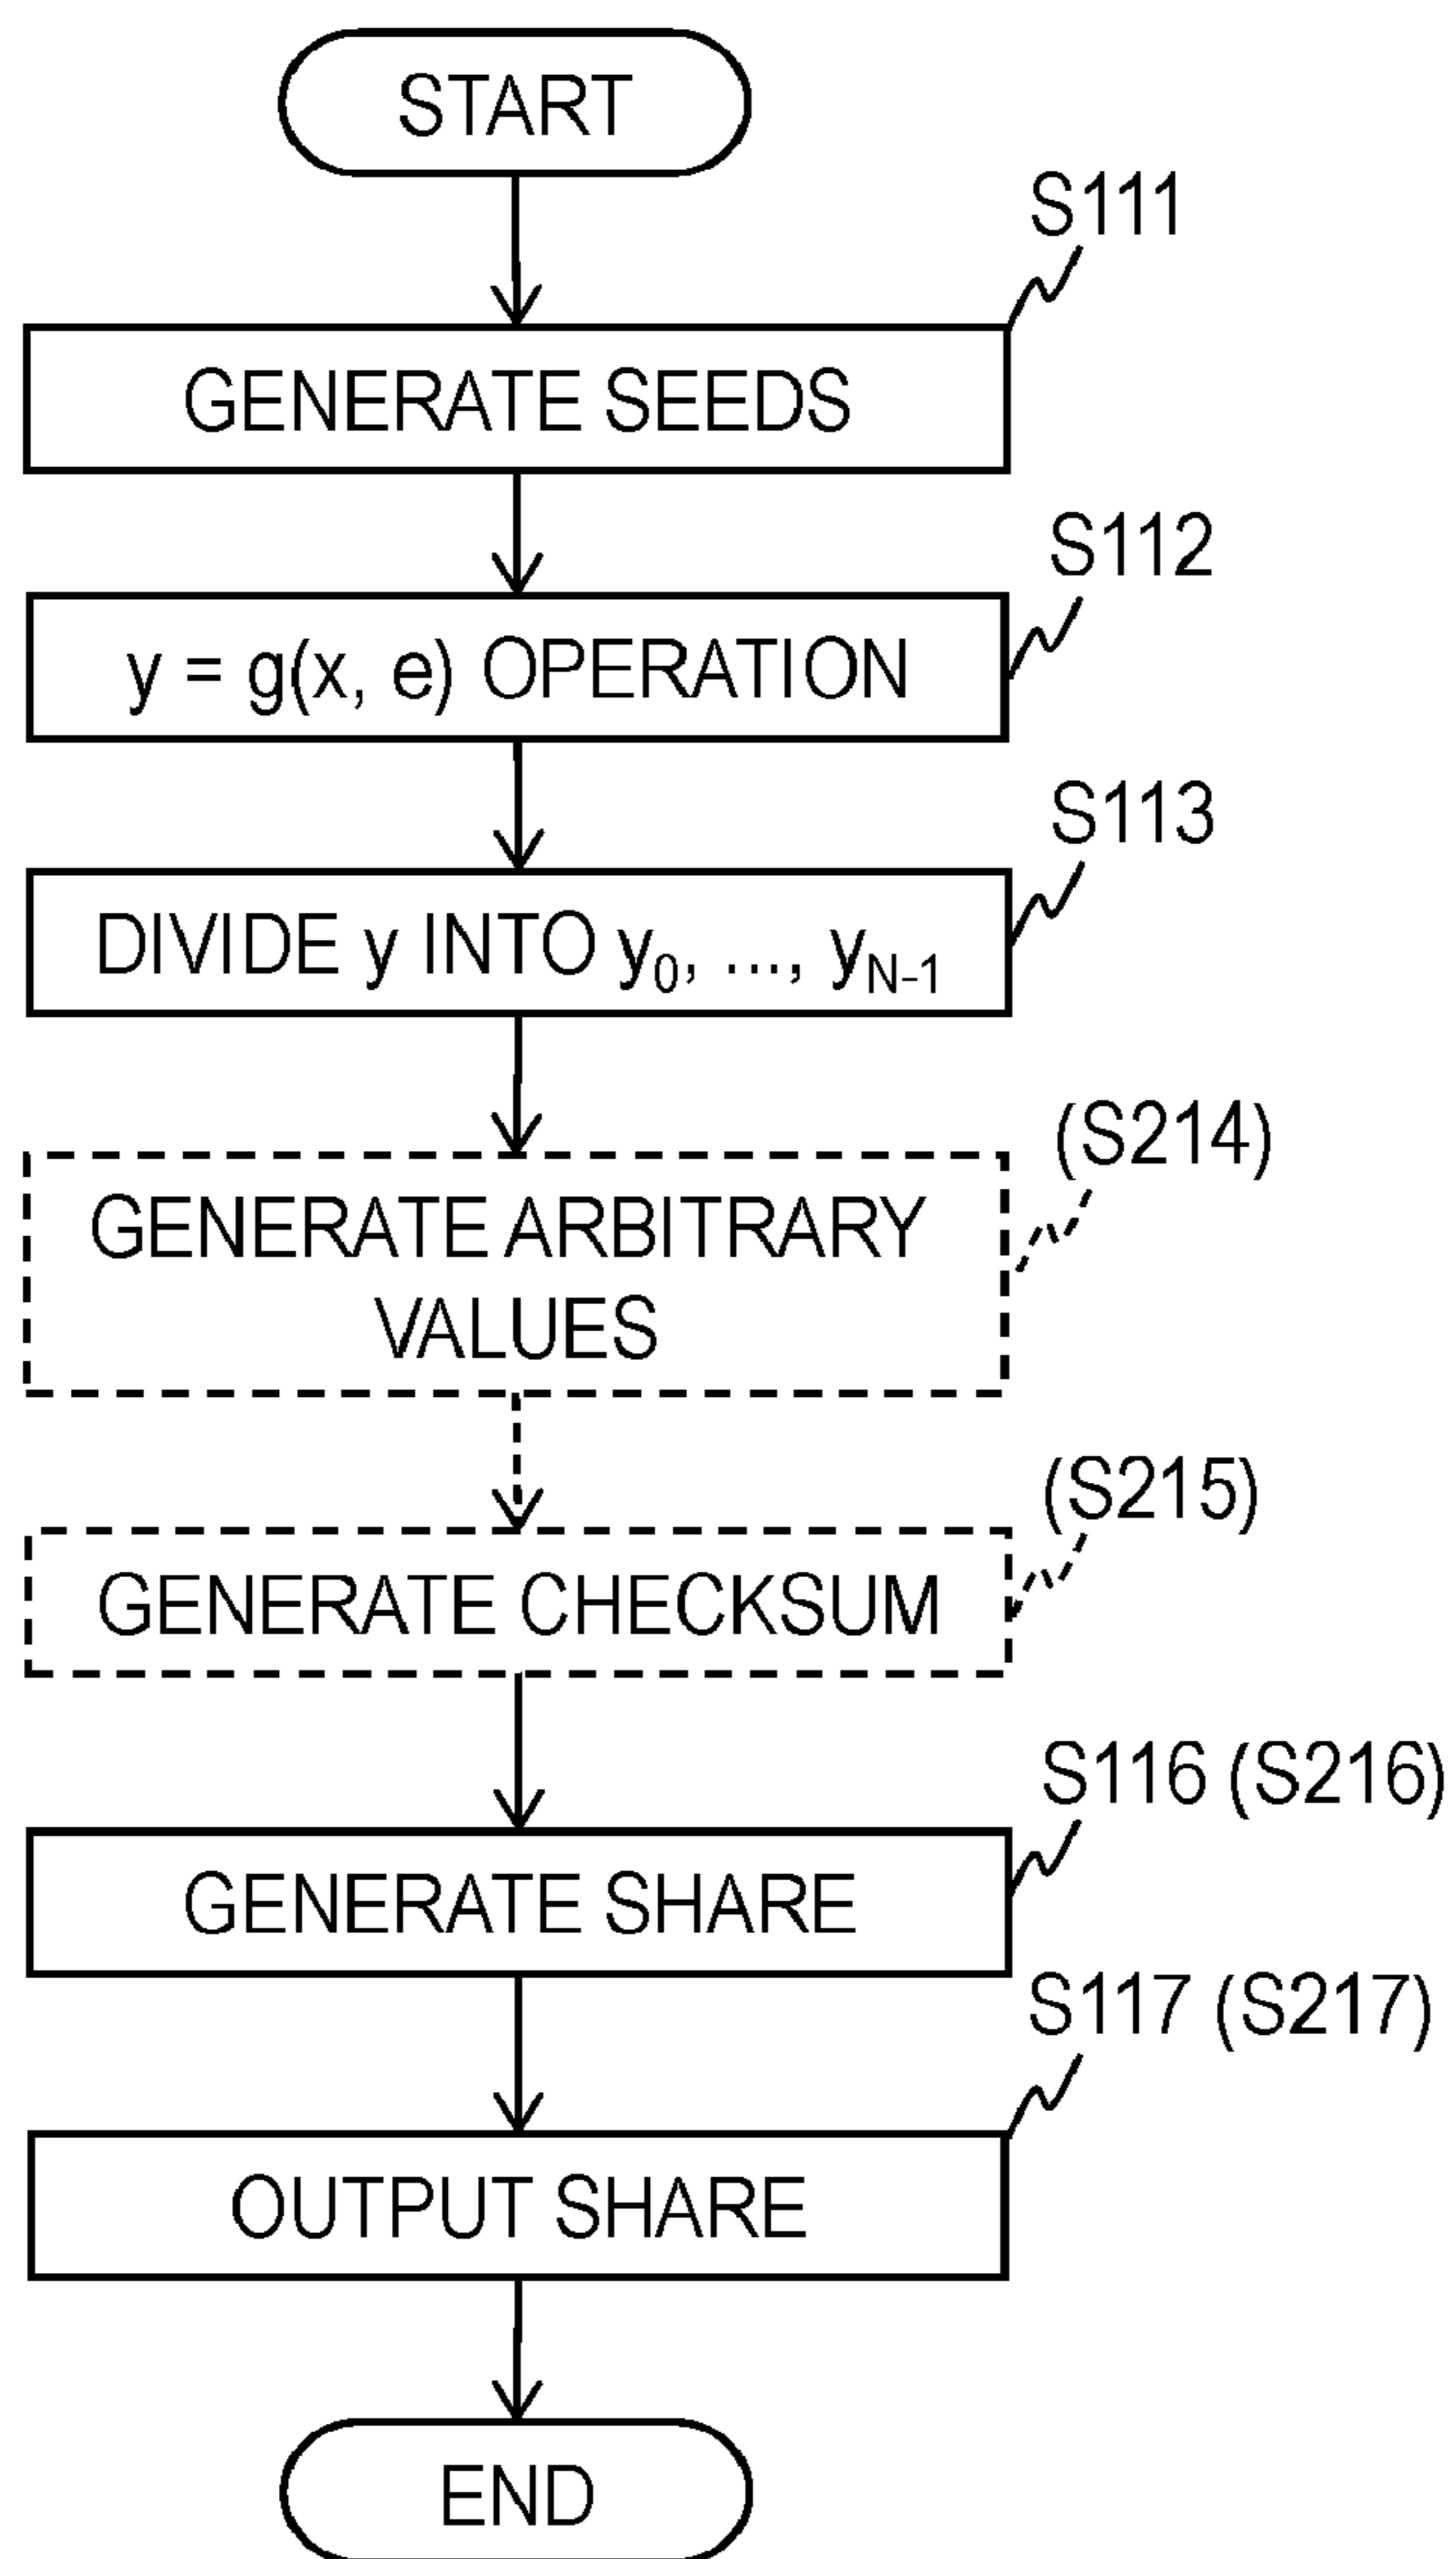 START
S111
GENERATE SEEDS
S112
y = g(x, e) OPERATION
S113
DIVIDE y INTO y₀, ..., y_N-1
(S214)
GENERATE ARBITRARY
VALUES
(S215)
GENERATE CHECKSUM
S116 (S216)
GENERATE SHARE
S117 (S217)
OUTPUT SHARE
END